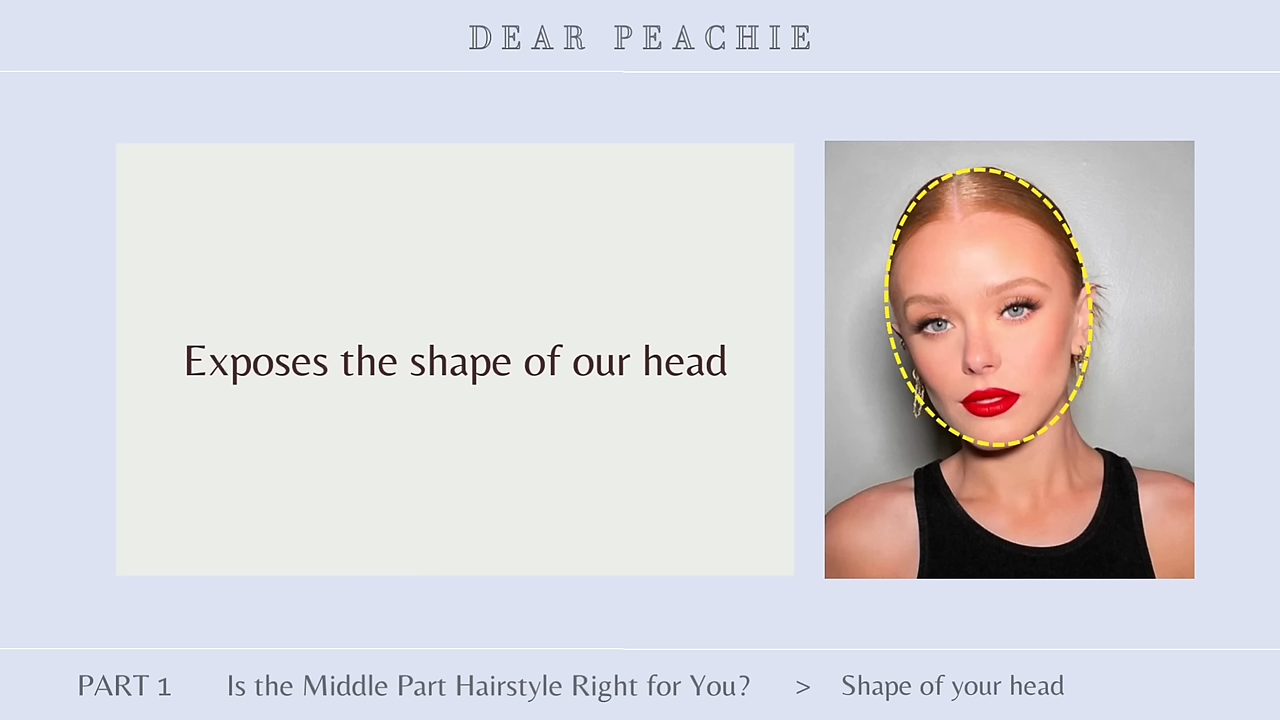 DEAR PEACHIE
Exposes the shape of our head
PART 1 Is the Middle Part Hairstyle Right for You? > Shape of your head